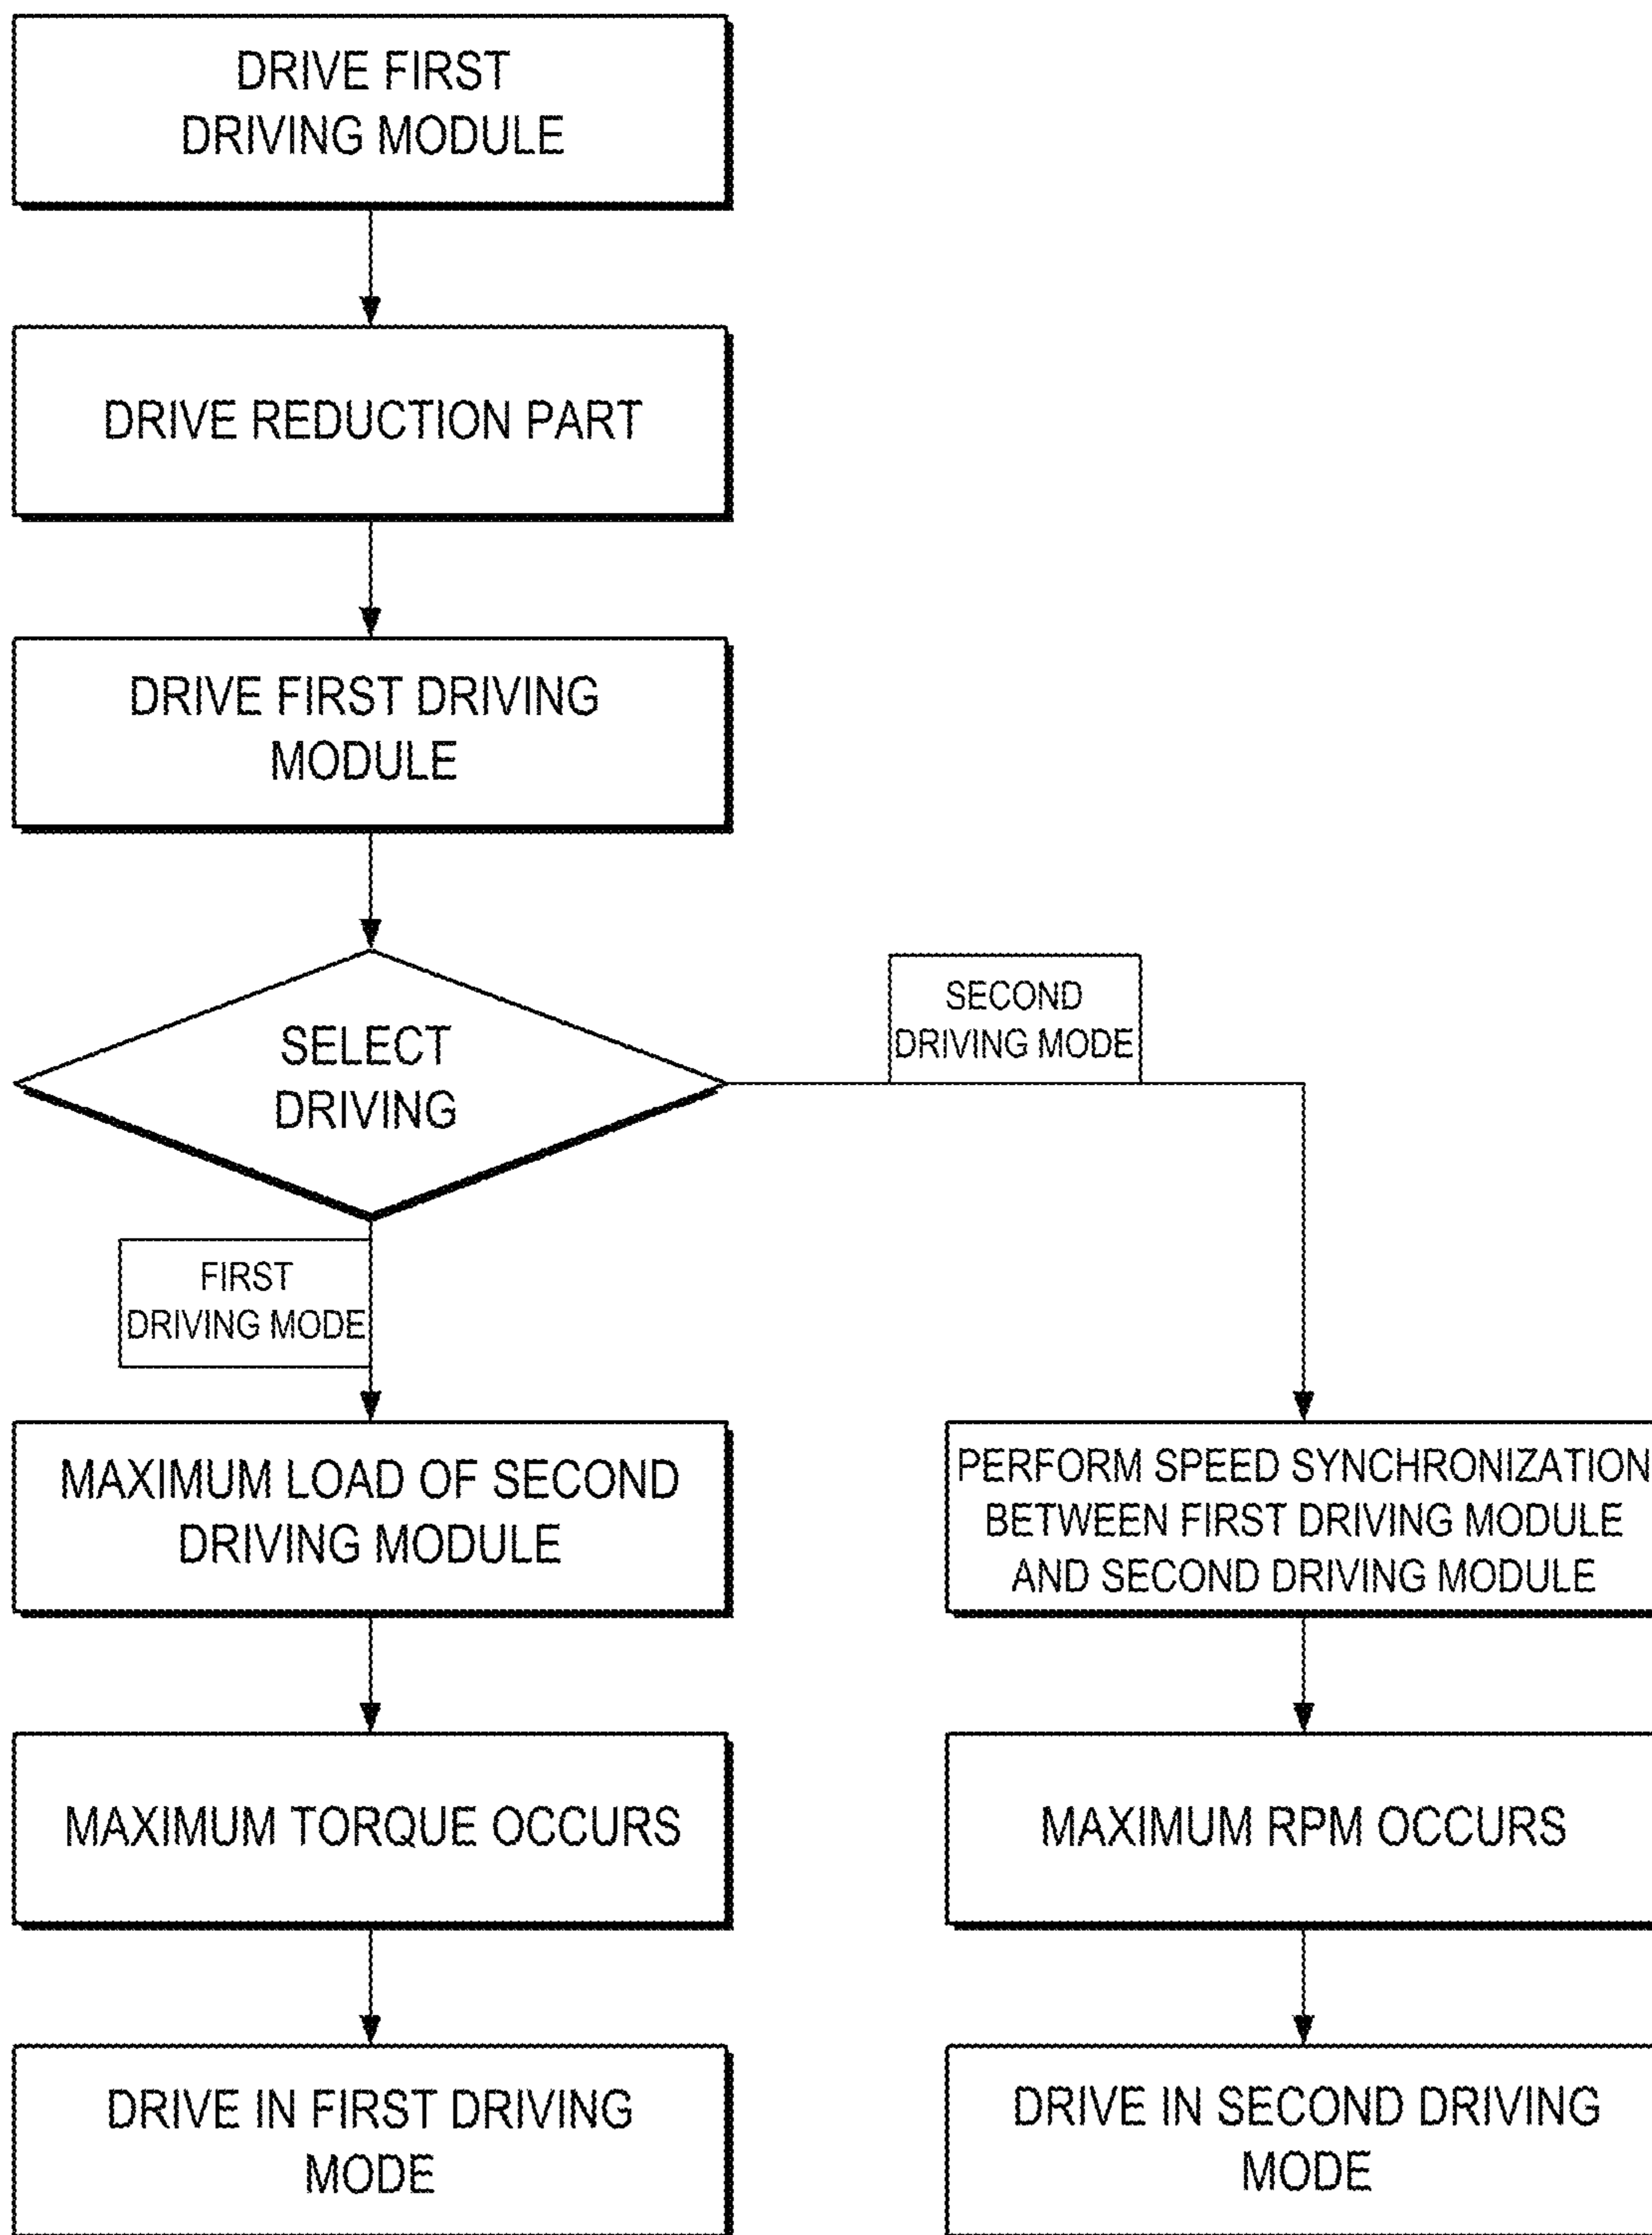 DRIVE FIRST
DRIVING MODULE
DRIVE REDUCTION PART
DRIVE FIRST DRIVING
MODULE
SELECT
DRIVING
SECOND
DRIVING MODE
FIRST
DRIVING MODE
MAXIMUM LOAD OF SECOND
DRIVING MODULE
PERFORM SPEED SYNCHRONIZATION
BETWEEN FIRST DRIVING MODULE
AND SECOND DRIVING MODULE
MAXIMUM TORQUE OCCURS
MAXIMUM RPM OCCURS
DRIVE IN FIRST DRIVING
MODE
DRIVE IN SECOND DRIVING
MODE